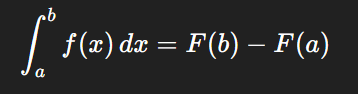 ∫_a^b f(x) dx = F(b) − F(a)